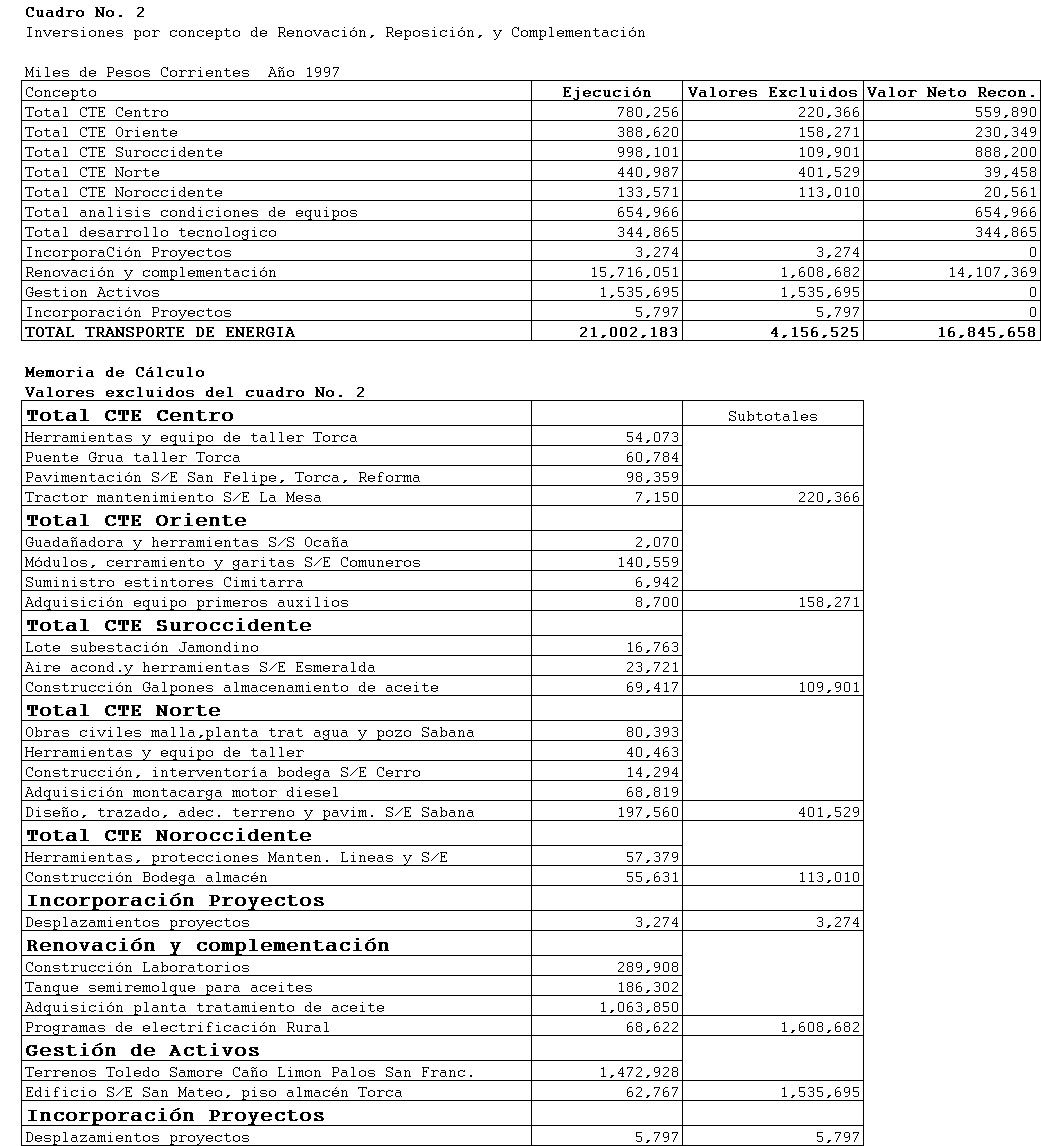 Cuadro No. 2
Inversiones por concepto de Renovación, Reposición, y Complementación
Miles de Pesos Corrientes Año 1997
Concepto Ejecución Valores Excluidos Valor Neto Recon.
Total CTE Centro 780,256 220,366 559,890
Total CTE Oriente 388,620 158,271 230,349
Total CTE Suroccidente 998,101 109,901 888,200
Total CTE Norte 440,987 401,529 39,458
Total CTE Noroccidente 133,571 113,010 20,561
Total analisis condiciones de equipos 654,966 654,966
Total desarrollo tecnologico 344,865 344,865
IncorporaCión Proyectos 3,274 3,274 0
Renovación y complementación 15,716,051 1,608,682 14,107,369
Gestion Activos 1,535,695 1,535,695 0
Incorporación Proyectos 5,797 5,797 0
TOTAL TRANSPORTE DE ENERGIA 21,002,183 4,156,525 16,845,658
Memoria de Cálculo
Valores excluidos del cuadro No. 2
Total CTE Centro Subtotales
Herramientas y equipo de taller Torca 54,073
Puente Grua taller Torca 60,784
Pavimentación S/E San Felipe, Torca, Reforma 98,359
Tractor mantenimiento S/E La Mesa 7,150 220,366
Total CTE Oriente
Guadañadora y herramientas S/S Ocaña 2,070
Módulos, cerramiento y garitas S/E Comuneros 140,559
Suministro estintores Cimitarra 6,942
Adquisición equipo primeros auxilios 8,700 158,271
Total CTE Suroccidente
Lote subestación Jamondino 16,763
Aire acond.y herramientas S/E Esmeralda 23,721
Construcción Galpones almacenamiento de aceite 69,417 109,901
Total CTE Norte
Obras civiles malla,planta trat agua y pozo Sabana 80,393
Herramientas y equipo de taller 40,463
Construcción, interventoría bodega S/E Cerro 14,294
Adquisición montacarga motor diesel 68,819
Diseño, trazado, adec. terreno y pavim. S/E Sabana 197,560 401,529
Total CTE Noroccidente
Herramientas, protecciones Manten. Lineas y S/E 57,379
Construcción Bodega almacén 55,631 113,010
Incorporación Proyectos
Desplazamientos proyectos 3,274 3,274
Renovación y complementación
Construcción Laboratorios 289,908
Tanque semiremolque para aceites 186,302
Adquisición planta tratamiento de aceite 1,063,850
Programas de electrificación Rural 68,622 1,608,682
Gestión de Activos
Terrenos Toledo Samore Caño Limon Palos San Franc. 1,472,928
Edificio S/E San Mateo, piso almacén Torca 62,767 1,535,695
Incorporación Proyectos
Desplazamientos proyectos 5,797 5,797